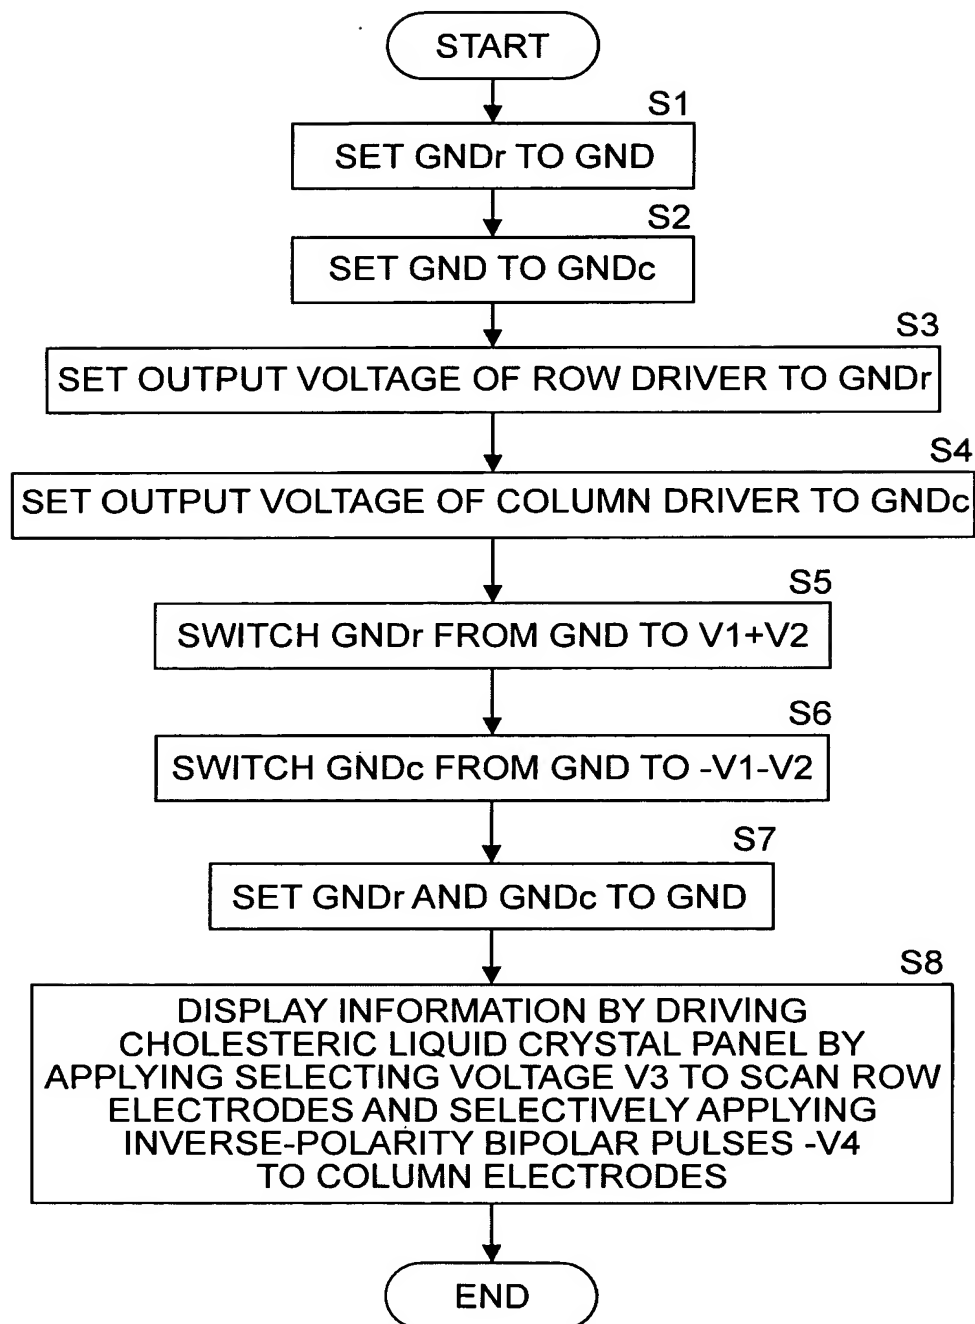 START
S1
SET GNDr TO GND
S2
SET GND TO GNDc
S3
SET OUTPUT VOLTAGE OF ROW DRIVER TO GNDr
S4
SET OUTPUT VOLTAGE OF COLUMN DRIVER TO GNDc
S5
SWITCH GNDr FROM GND TO V1+V2
S6
SWITCH GNDc FROM GND TO -V1-V2
S7
SET GNDr AND GNDc TO GND
S8
DISPLAY INFORMATION BY DRIVING
CHOLESTERIC LIQUID CRYSTAL PANEL BY
APPLYING SELECTING VOLTAGE V3 TO SCAN ROW
ELECTRODES AND SELECTIVELY APPLYING
INVERSE-POLARITY BIPOLAR PULSES -V4
TO COLUMN ELECTRODES
END